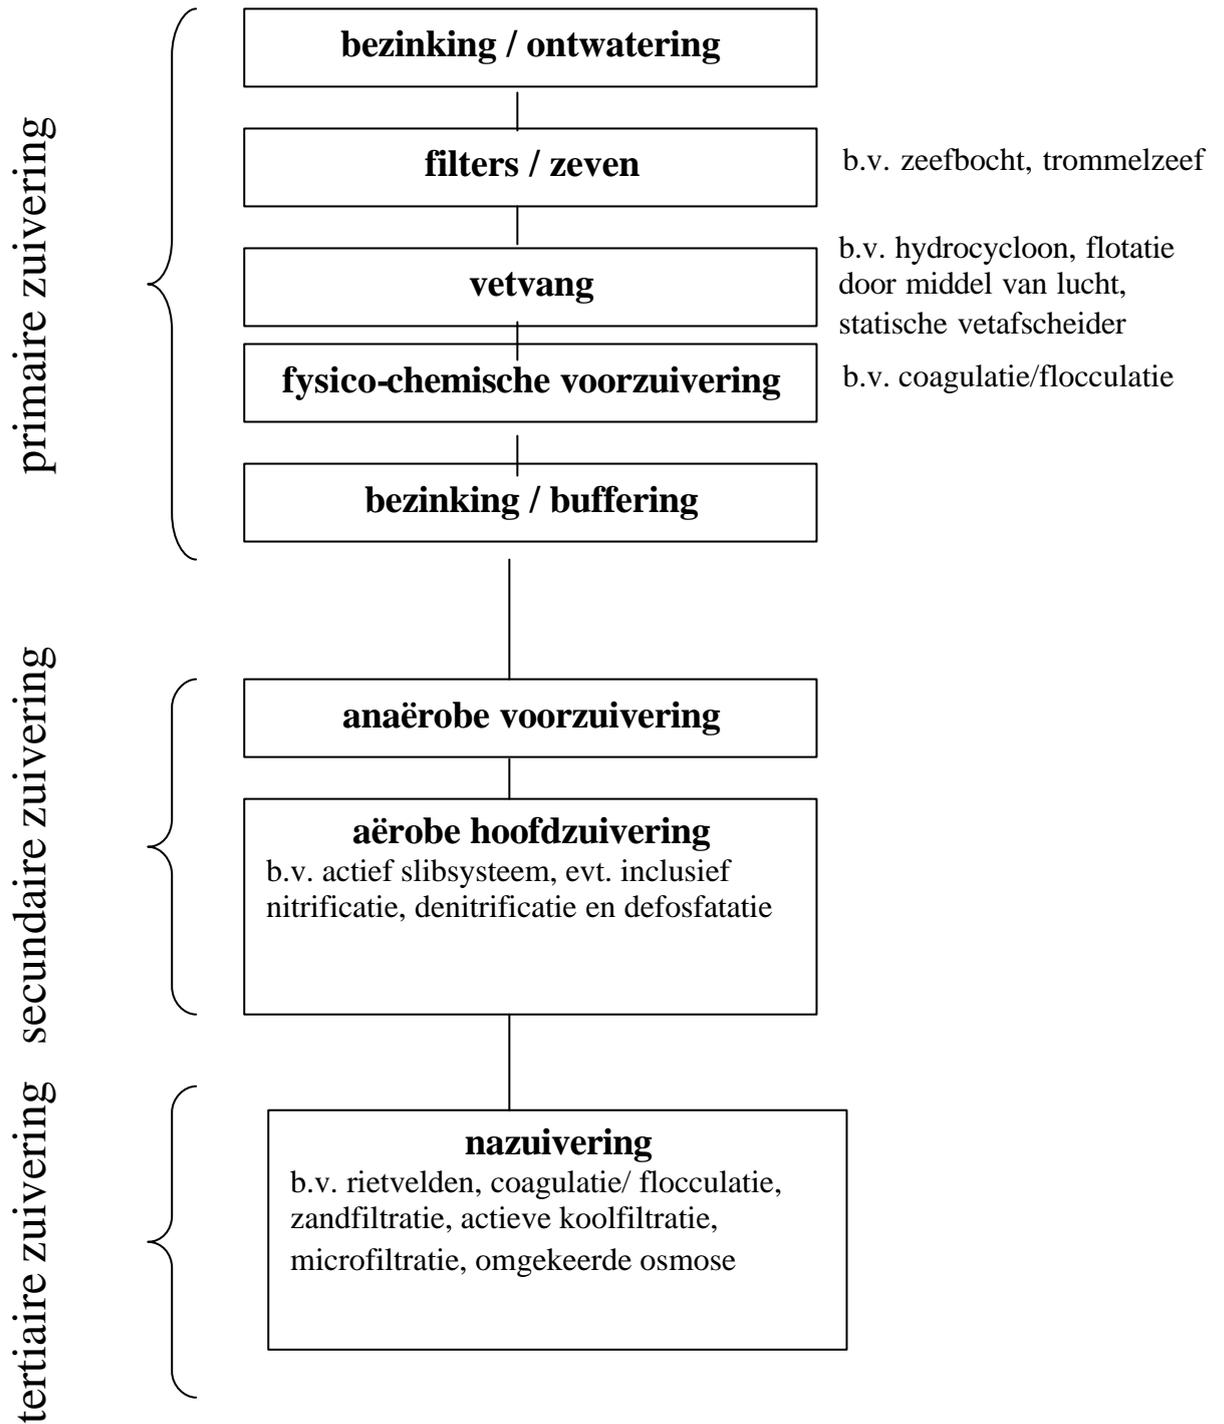 primaire zuivering
bezinking / ontwatering
filters / zeven
b.v. zeefbocht, trommelzeef
vetvang
b.v. hydrocycloon, flotatie
door middel van lucht,
statische vetafscheider
fysico-chemische voorzuivering
b.v. coagulatie/flocculatie
bezinking / buffering
secundaire zuivering
anaërobe voorzuivering
aërobe hoofdzuivering
b.v. actief slibsysteem, evt. inclusief
nitrificatie, denitrificatie en defosfatatie
tertiaire zuivering
nazuivering
b.v. rietvelden, coagulatie/ flocculatie,
zandfiltratie, actieve koolfiltratie,
microfiltratie, omgekeerde osmose